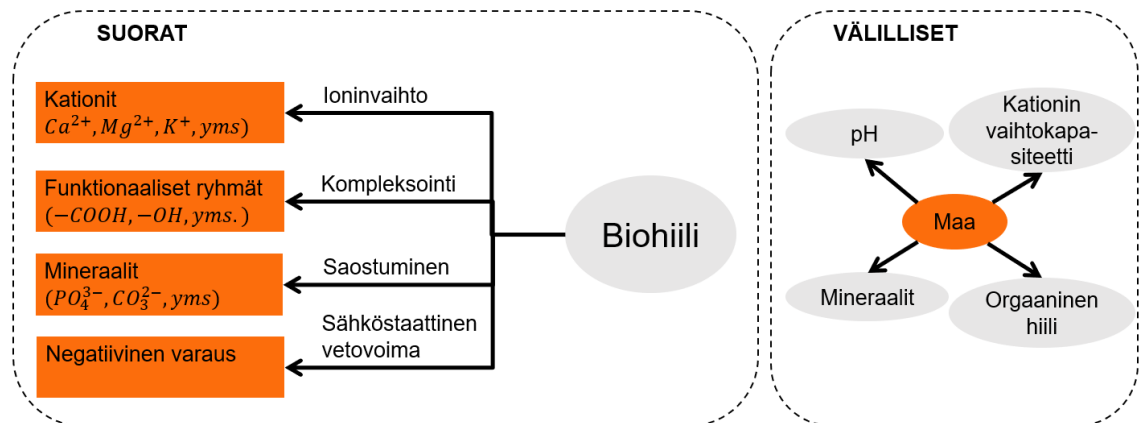 SUORAT
Kationit
Ca²⁺, Mg²⁺, K⁺, yms)
Ioninvaihto
Funktionaaliset ryhmät
(−COOH, −OH, yms.)
Kompleksointi
Mineraalit
(PO₄³⁻, CO₃²⁻, yms)
Saostuminen
Negatiivinen varaus
Sähköstaattinen
vetovoima
Biohiili
VÄLILLISET
pH
Kationin
vaihtokapa-
siteetti
Maa
Mineraalit
Orgaaninen
hiili